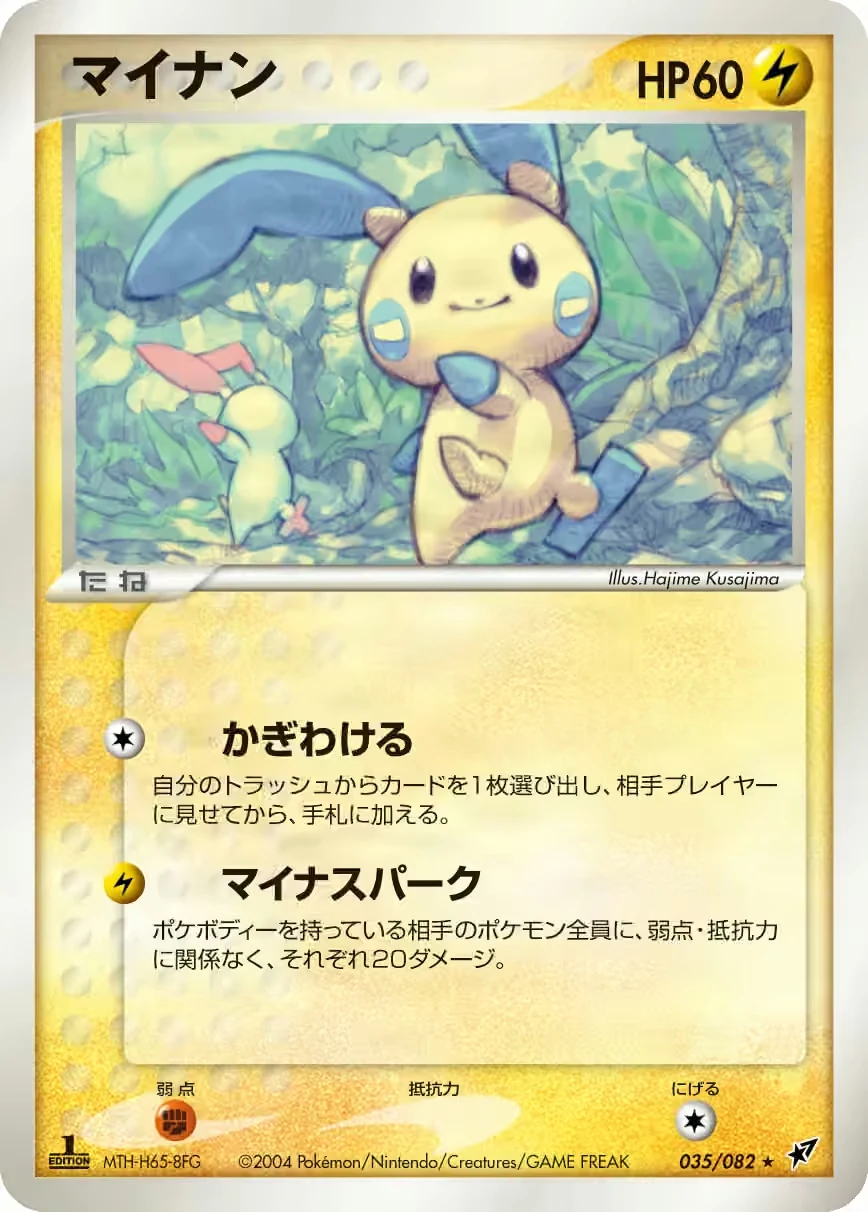 マイナン HP60
たね Illus.Hajime Kusajima
かぎわける
自分のトラッシュからカードを1枚選び出し、相手プレイヤー
に見せてから、手札に加える。
マイナスパーク
ポケボディーを持っている相手のポケモン全員に、弱点・抵抗力
に関係なく、それぞれ20ダメージ。
弱点 抵抗力 にげる
1 EDITION MTH-H65-8FG ©2004 Pokémon/Nintendo/Creatures/GAME FREAK 035/082 ★